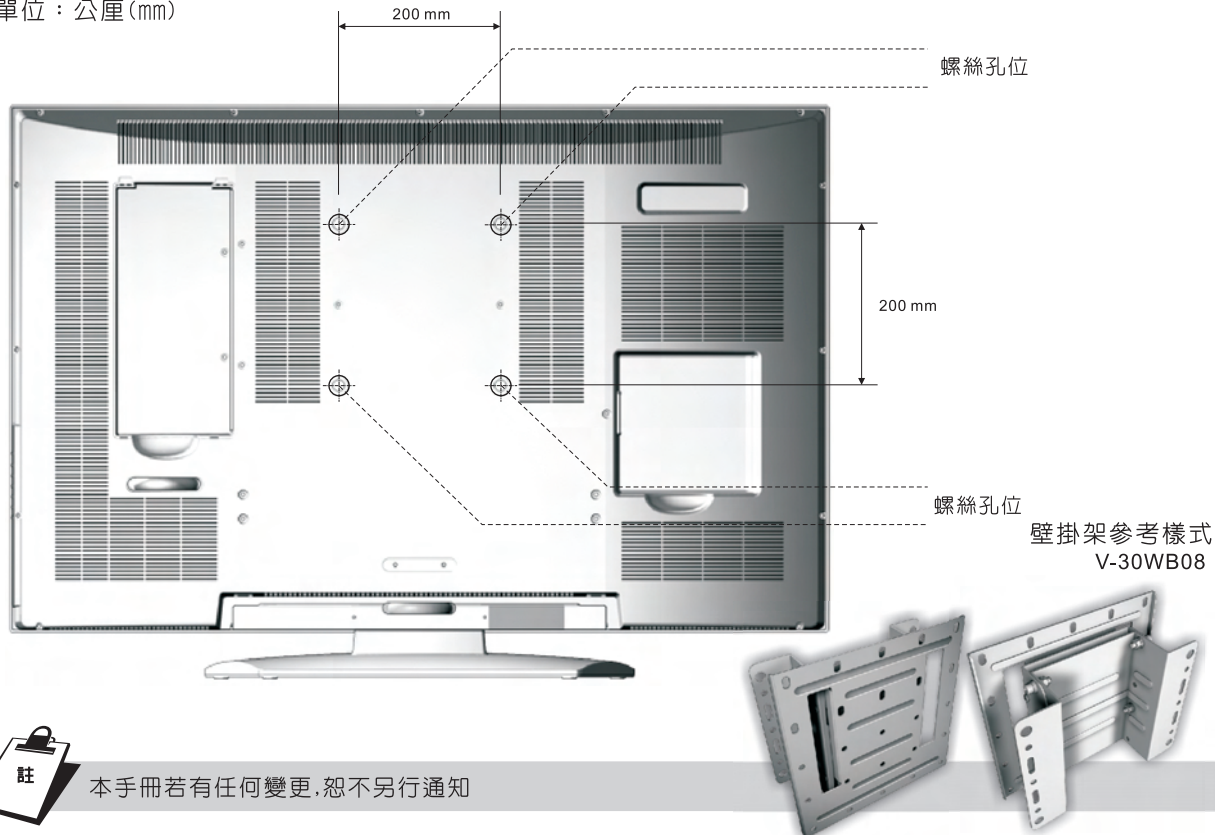 單位：公厘(mm)
200 mm
螺絲孔位
200 mm
螺絲孔位
壁掛架參考樣式
V-30WB08
註
本手冊若有任何變更,恕不另行通知